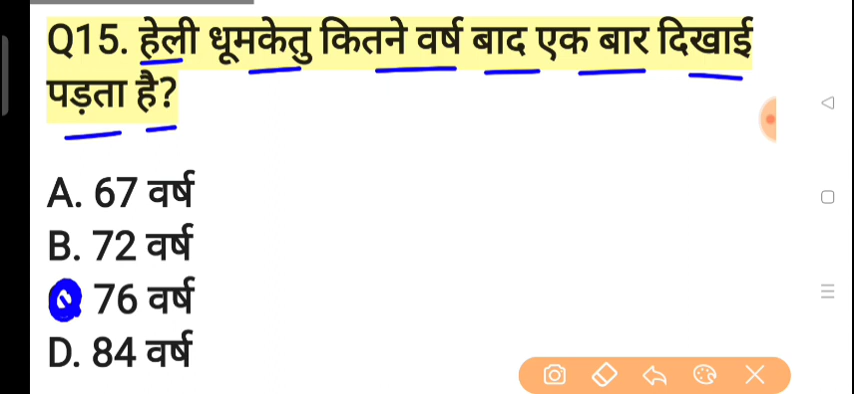 Q15. हेली धूमकेतु कितने वर्ष बाद एक बार दिखाई
पड़ता है?
A. 67 वर्ष
B. 72 वर्ष
76 वर्ष
D. 84 वर्ष